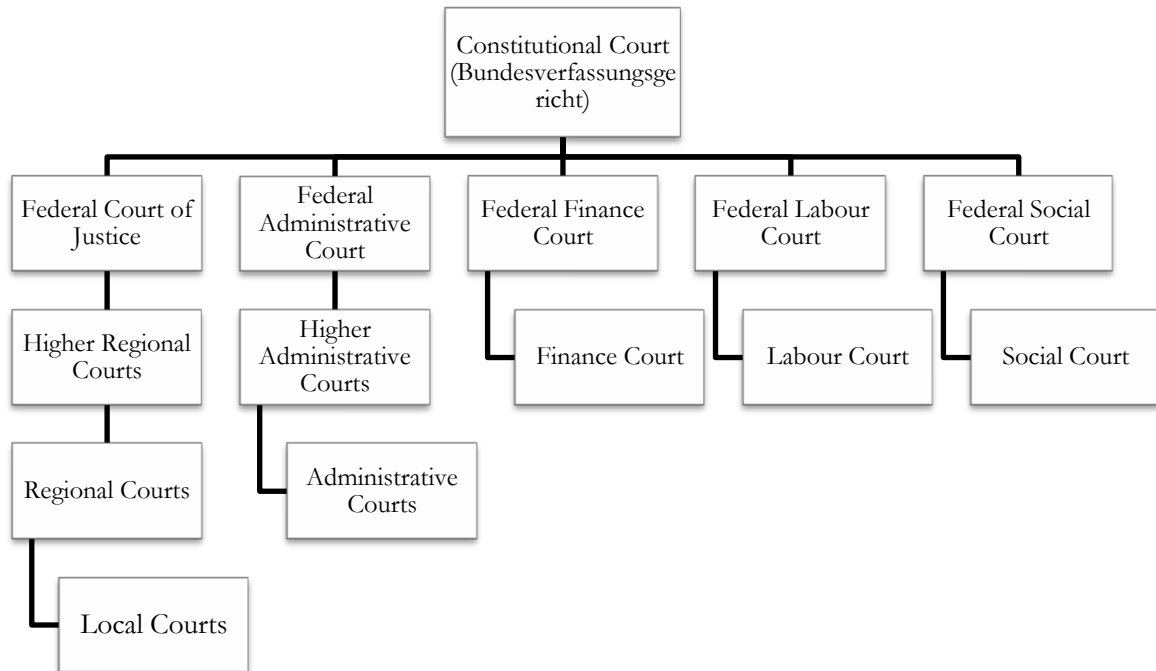 Constitutional Court
(Bundesverfassungsge
richt)
Federal Court of
Justice
Federal
Administrative
Court
Federal Finance
Court
Federal Labour
Court
Federal Social
Court
Higher Regional
Courts
Higher
Administrative
Courts
Finance Court
Labour Court
Social Court
Regional Courts
Administrative
Courts
Local Courts